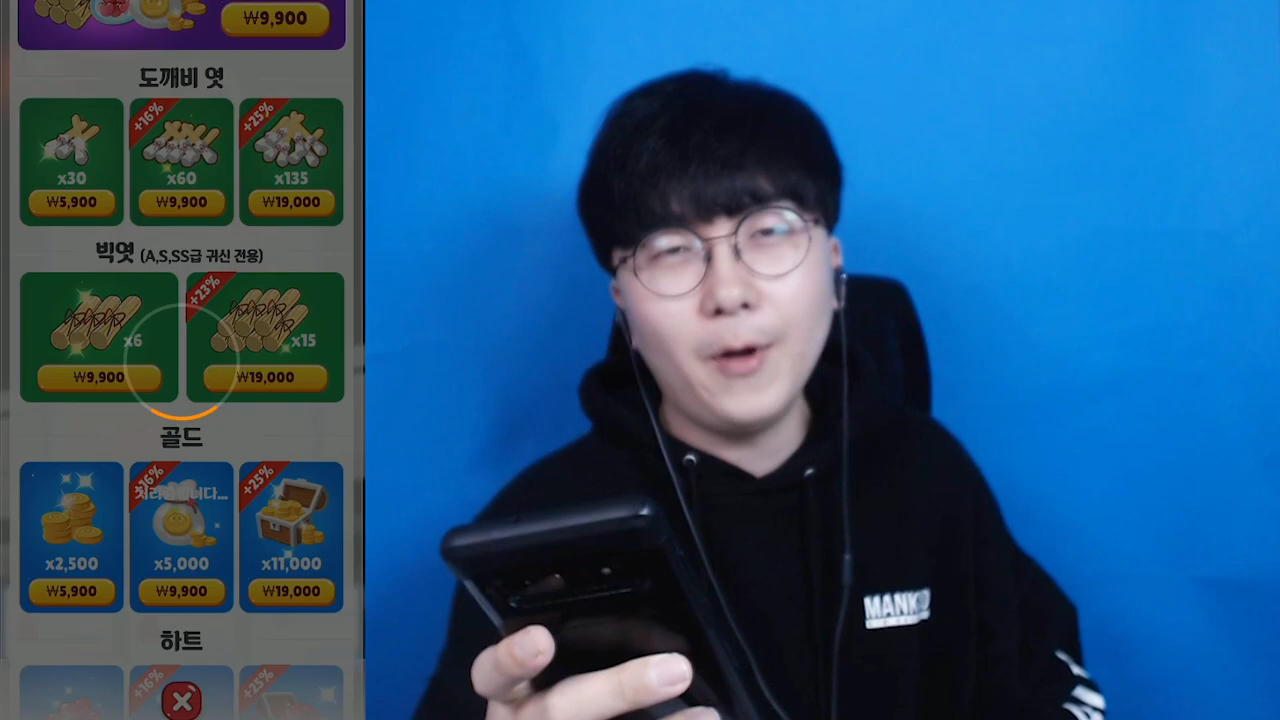 ₩9,900
도깨비 엿
+16%
+25%
x30
x60
x135
₩5,900
₩9,900
₩19,000
빅엿 (A,S,SS급 귀신 전용)
+23%
x6
x15
₩9,900
₩19,000
골드
+16%
+25%
x2,500
x5,000
x11,000
₩5,900
₩9,900
₩19,000
하트
+16%
+25%